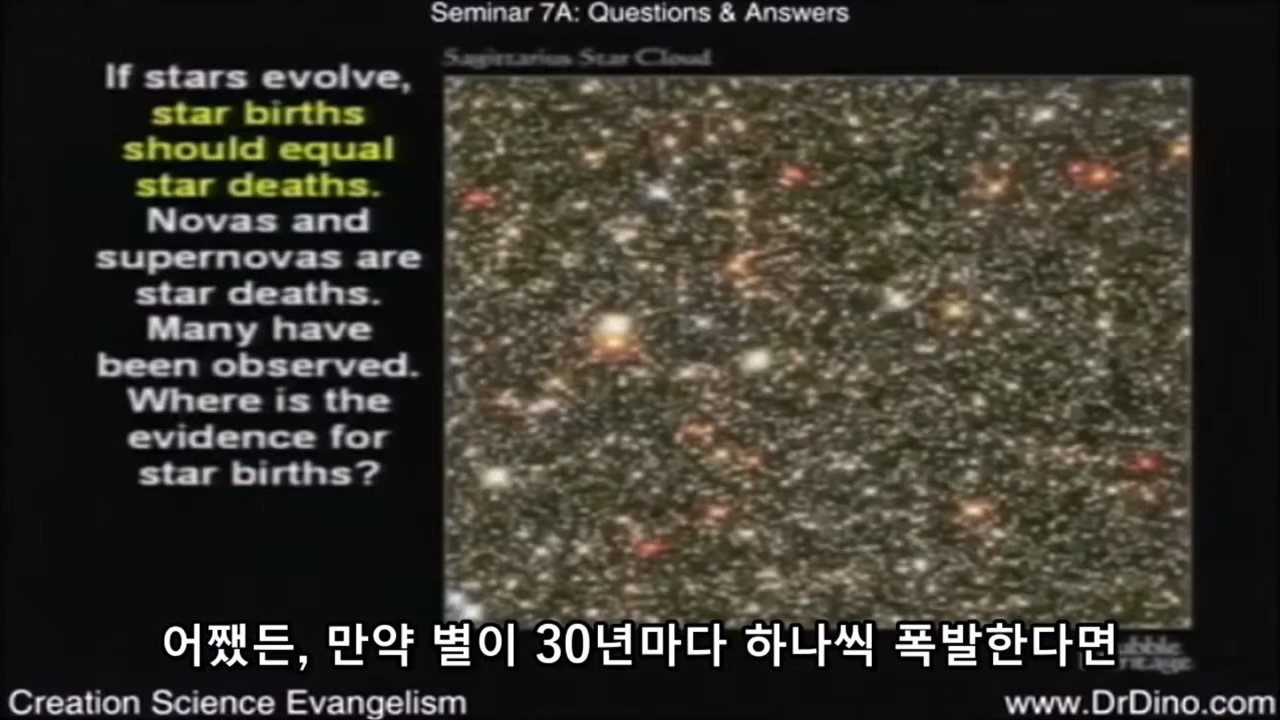 Seminar 7A: Questions & Answers
Sagittarius Star Cloud
If stars evolve,
star births
should equal
star deaths.
Novas and
supernovas are
star deaths.
Many have
been observed.
Where is the
evidence for
star births?
어쨌든, 만약 별이 30년마다 하나씩 폭발한다면
Creation Science Evangelism
www.DrDino.com